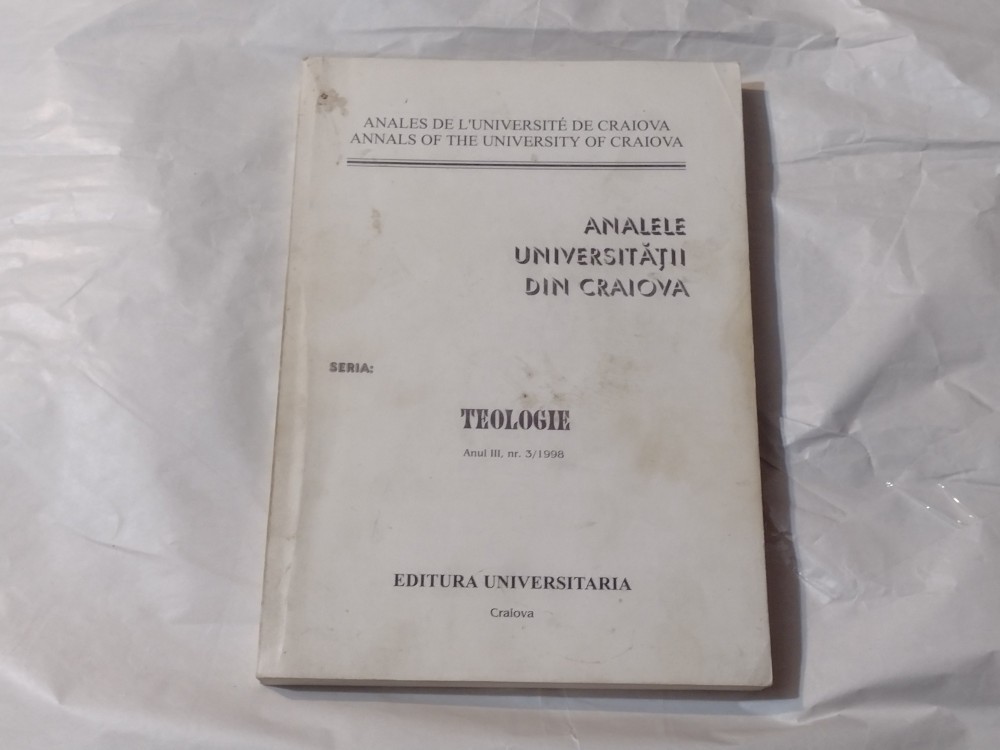 ANALES DE L'UNIVERSITÉ DE CRAIOVA
ANNALS OF THE UNIVERSITY OF CRAIOVA
ANALELE
UNIVERSITĂŢII
DIN CRAIOVA
SERIA:
TEOLOGIE
Anul III, nr. 3/1998
EDITURA UNIVERSITARIA
Craiova